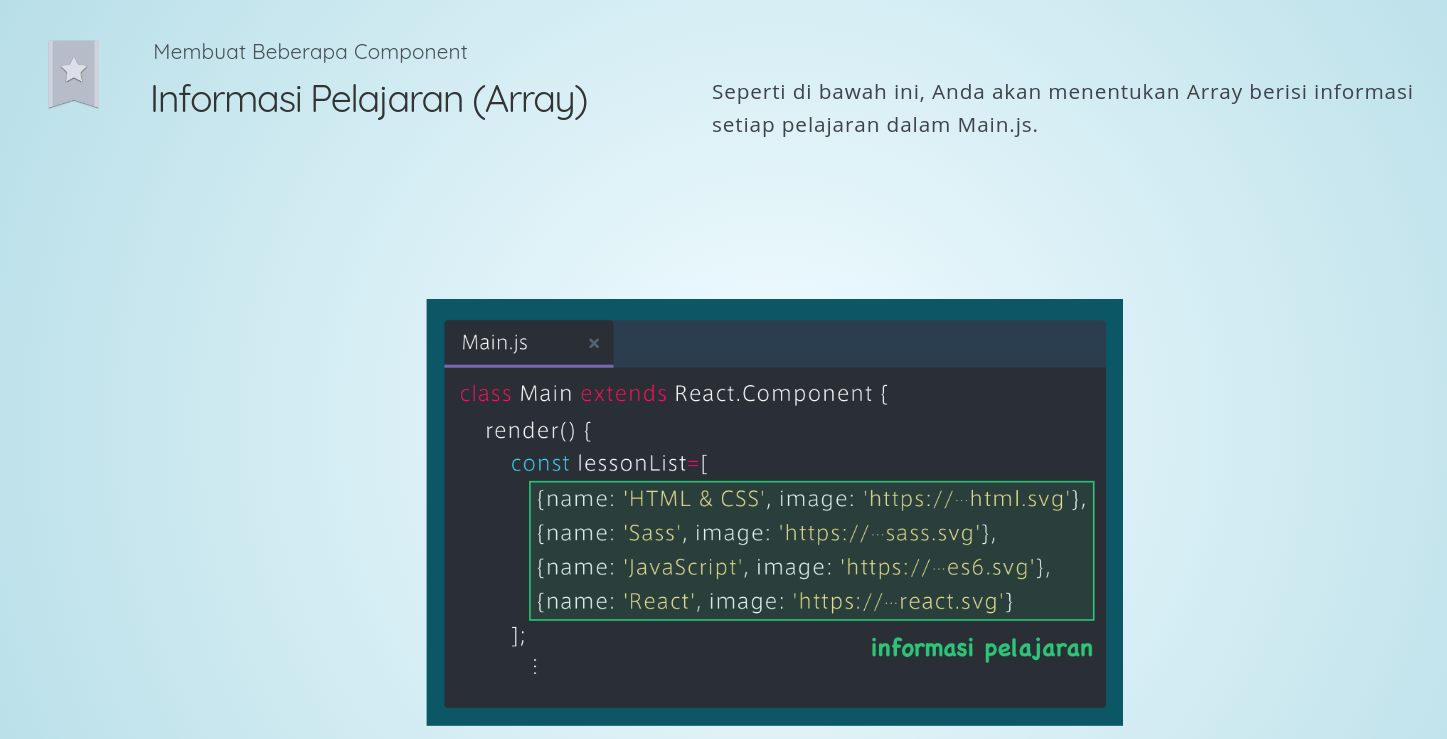 Membuat Beberapa Component
Informasi Pelajaran (Array)
Seperti di bawah ini, Anda akan menentukan Array berisi informasi
setiap pelajaran dalam Main.js.
Main.js ×
class Main extends React.Component {
render() {
const lessonList=[
{name: 'HTML & CSS', image: 'https://···html.svg'},
{name: 'Sass', image: 'https://···sass.svg'},
{name: 'JavaScript', image: 'https://···es6.svg'},
{name: 'React', image: 'https://···react.svg'}
];
informasi pelajaran
⋮